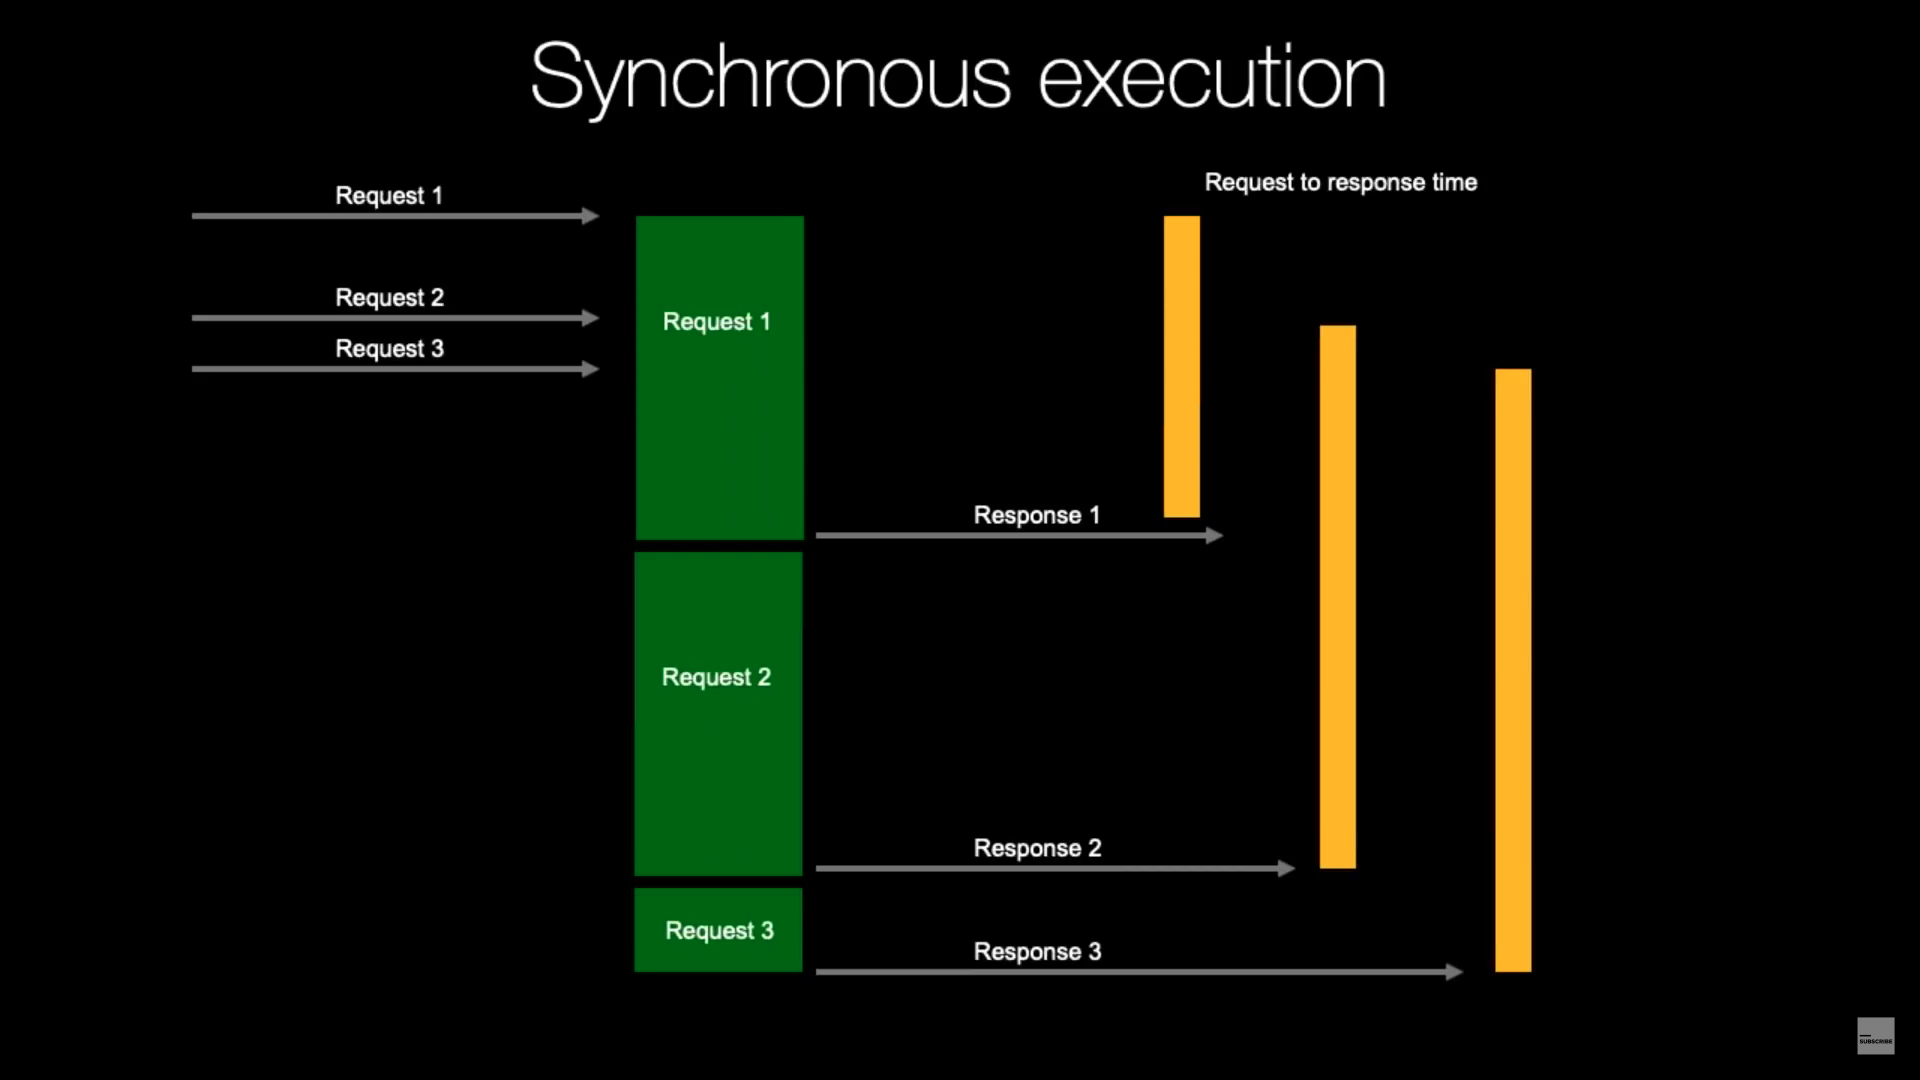 Synchronous execution
Request to response time
Request 1
Request 2
Request 3
Request 1
Response 1
Request 2
Response 2
Request 3
Response 3
SUBSCRIBE